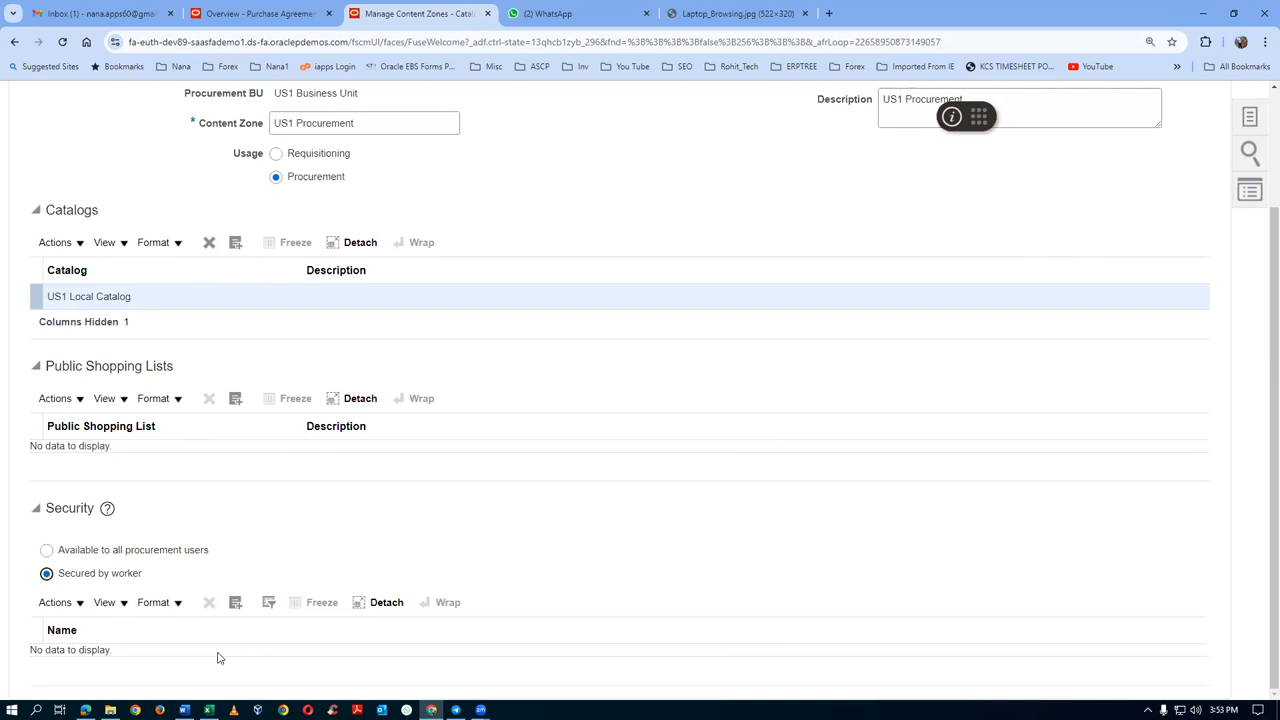 Inbox (15) - nana.apps60@gmai
Overview - Purchase Agreemen
Manage Content Zones - Catal
(2) WhatsApp
Laptop_Browsing.jpg (522×320)
fa-euth-dev89-saasfademo1.ds-fa.oraclepdemos.com/fscmUI/faces/FuseWelcome?_adf.ctrl-state=13qhcb1zyb_296&fnd=%3B%3B%3B%3Bfalse%3B256%3B%3B%3B&_afrLoop=22658950873149057
Suggested Sites
Bookmarks
Nana
Forex
Nana1
iapps Login
Oracle EBS Forms P...
Misc
ASCP
Inv
You Tube
SEO
Rohit_Tech
ERPTREE
Forex
Imported From IE
KCS TIMESHEET PO...
YouTube
All Bookmarks
Procurement BU US1 Business Unit
Description US1 Procurement
* Content Zone US1 Procurement
Usage Requisitioning
Procurement
Catalogs
Actions View Format Freeze Detach Wrap
Catalog Description
US1 Local Catalog
Columns Hidden 1
Public Shopping Lists
Actions View Format Freeze Detach Wrap
Public Shopping List Description
No data to display.
Security
Available to all procurement users
Secured by worker
Actions View Format Freeze Detach Wrap
Name
No data to display.
3:53 PM